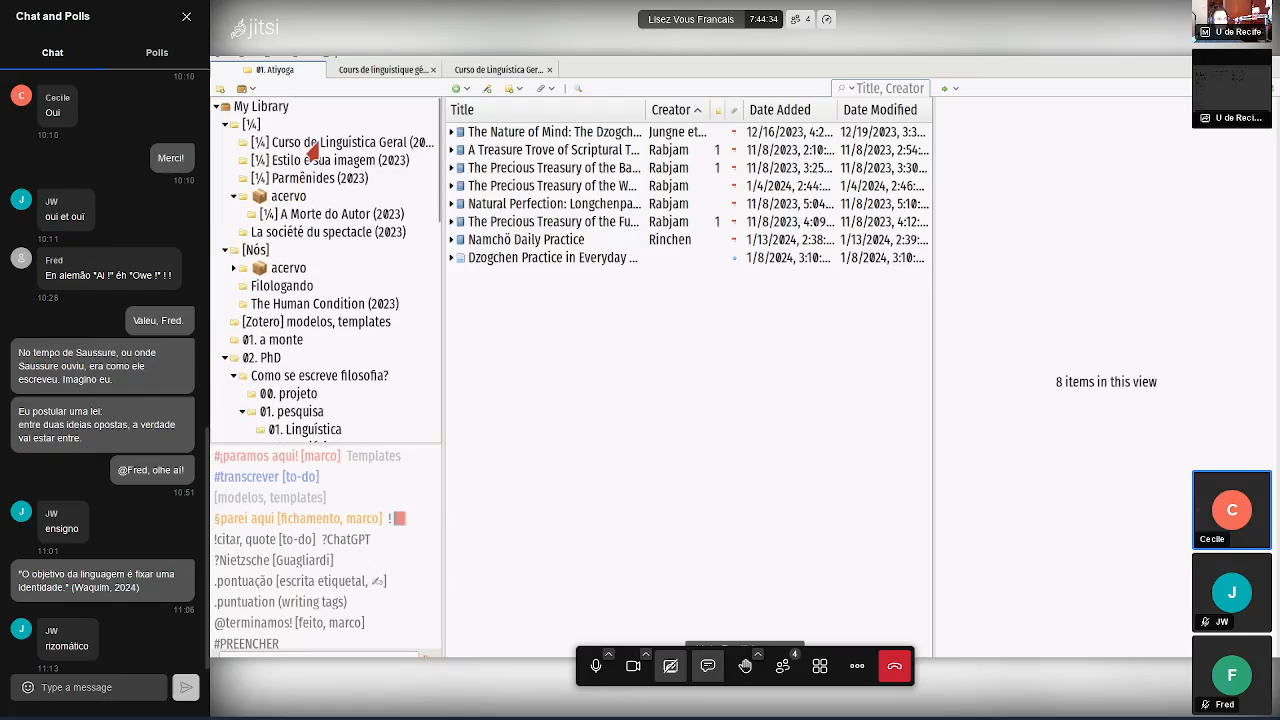 Chat and Polls
Chat
Polls
10:10
C
Cecile
Oui
10:10
Merci!
10:10
J
JW
oui et oui
10:11
Fred
En alemão "Ai !" éh "Owe !" ! !
10:28
Valeu, Fred.
No tempo de Saussure, ou onde
Saussure ouviu, era como ele
escreveu. Imagino eu.
Eu postular uma lei:
entre duas ideias opostas, a verdade
vai estar entre.
@Fred, olhe aí!
10:51
J
JW
ensigno
11:01
"O objetivo da linguagem é fixar uma
identidade." (Waquim, 2024)
11:06
J
JW
rizomático
11:13
Type a message
jitsi
Lisez Vous Francais
7:44:34
4
01. Atiyoga
Cours de linguistique gé...
Curso de Linguística Ger...
Title, Creator
My Library
[¼]
[¼] Curso de Linguística Geral (20...
[¼] Estilo e sua imagem (2023)
[¼] Parmênides (2023)
acervo
[¼] A Morte do Autor (2023)
La société du spectacle (2023)
[Nós]
acervo
Filologando
The Human Condition (2023)
[Zotero] modelos, templates
01. a monte
02. PhD
Como se escreve filosofia?
00. projeto
01. pesquisa
01. Linguística
#¡paramos aqui! [marco] Templates
#transcrever [to-do]
[modelos, templates]
§parei aqui [fichamento, marco] !
!citar, quote [to-do] ?ChatGPT
?Nietzsche [Guagliardi]
.pontuação [escrita etiquetal, ✍]
.puntuation (writing tags)
@terminamos! [feito, marco]
#PREENCHER
Title Creator Date Added Date Modified
The Nature of Mind: The Dzogch... Jungne et... 12/16/2023, 4:2... 12/19/2023, 3:3...
A Treasure Trove of Scriptural T... Rabjam 1 11/8/2023, 2:10:... 11/8/2023, 2:54:...
The Precious Treasury of the Ba... Rabjam 1 11/8/2023, 3:25... 11/8/2023, 3:30...
The Precious Treasury of the W... Rabjam 1/4/2024, 2:44:... 1/4/2024, 2:46:...
Natural Perfection: Longchenpa... Rabjam 11/8/2023, 5:04... 11/8/2023, 5:10:...
The Precious Treasury of the Fu... Rabjam 1 11/8/2023, 4:09... 11/8/2023, 4:12:...
Namchö Daily Practice Rinchen 1/13/2024, 2:38:... 1/13/2024, 2:39:...
Dzogchen Practice in Everyday ... 1/8/2024, 3:10:... 1/8/2024, 3:10:...
8 items in this view
4
M
U de Recife
U de Reci...
C
Cecile
J
JW
F
Fred